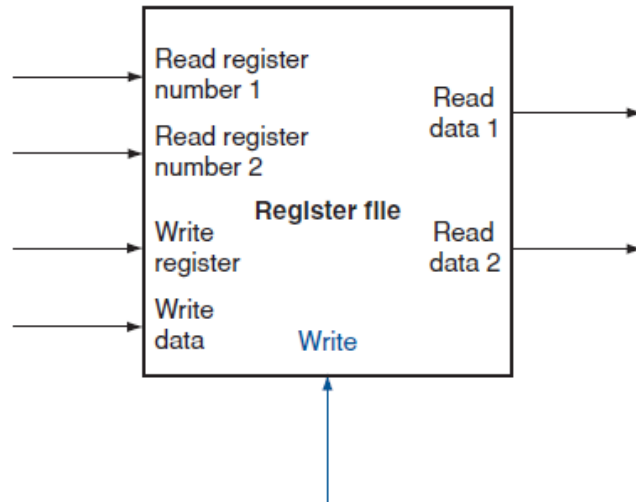 Read register
number 1
Read
data 1
Read register
number 2
Register file
Write
register
Read
data 2
Write
data
Write